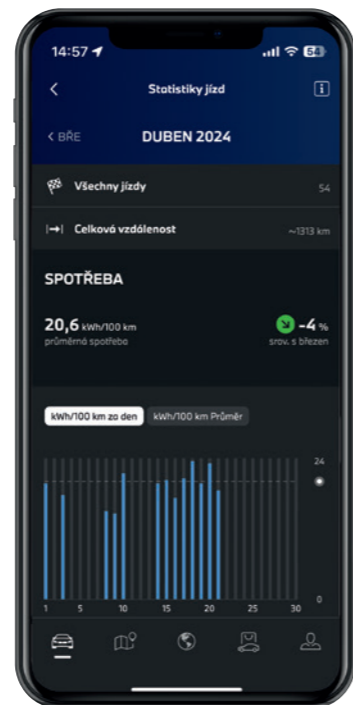 14:57 54
Statistiky jízd
< BŘE DUBEN 2024
Všechny jízdy 54
Celková vzdálenost ~1313 km
SPOTŘEBA
20,6 kWh/100 km -4 %
průměrná spotřeba srov. s březen
kWh/100 km za den kWh/100 km Průměr
24
0
1 5 10 15 20 25 30